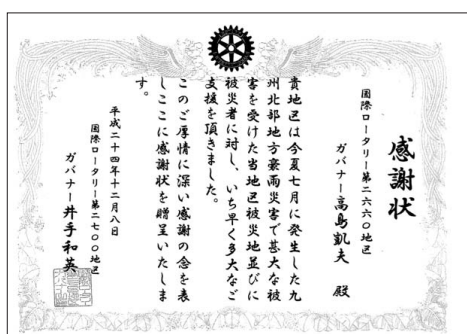 感謝状
国際ロータリー第二六六〇地区
ガバナー高島凱夫 殿
貴地区は今夏七月に発生した九
州北部地方豪雨災害で甚大な被
害を受けた当地区被災地並びに
被災者に対し、いち早く多大なご
支援を頂きました。
このご厚情に深い感謝の念を表
しここに感謝状を贈呈いたしま
す。
平成二十四年十二月八日
国際ロータリー第二七〇〇地区
ガバナー井手和英